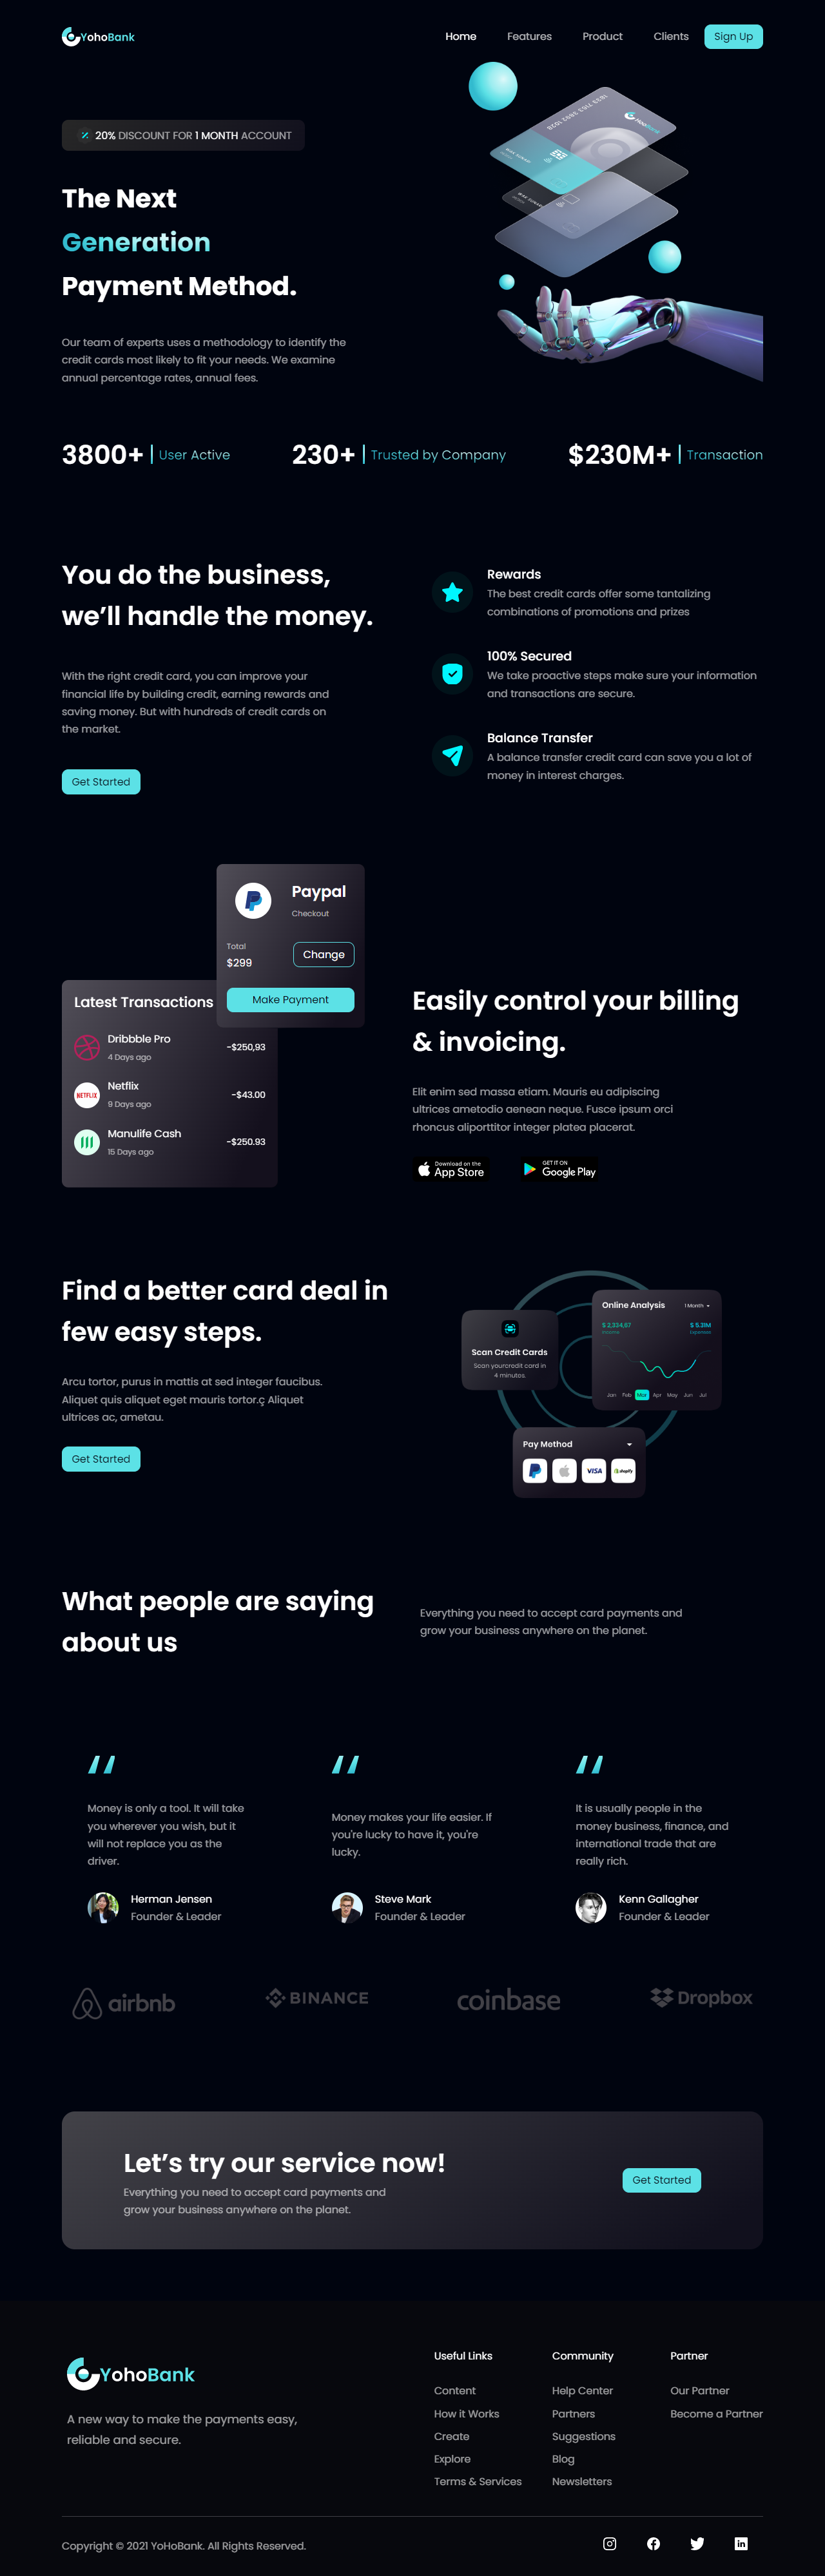 YohoBank
Home Features Product Clients Sign Up
20% DISCOUNT FOR 1 MONTH ACCOUNT
The Next
Generation
Payment Method.
Our team of experts uses a methodology to identify the
credit cards most likely to fit your needs. We examine
annual percentage rates, annual fees.
YohoBank
3800+ User Active
230+ Trusted by Company
$230M+ Transaction
You do the business,
we’ll handle the money.
With the right credit card, you can improve your
financial life by building credit, earning rewards and
saving money. But with hundreds of credit cards on
the market.
Get Started
Rewards
The best credit cards offer some tantalizing
combinations of promotions and prizes
100% Secured
We take proactive steps make sure your information
and transactions are secure.
Balance Transfer
A balance transfer credit card can save you a lot of
money in interest charges.
Paypal
Checkout
Total
$299
Change
Make Payment
Latest Transactions
Dribbble Pro
4 Days ago
-$250,93
NETFLIX
Netflix
9 Days ago
-$43.00
Manulife Cash
15 Days ago
-$250.93
Easily control your billing
& invoicing.
Elit enim sed massa etiam. Mauris eu adipiscing
ultrices ametodio aenean neque. Fusce ipsum orci
rhoncus aliporttitor integer platea placerat.
Download on the
App Store
GET IT ON
Google Play
Find a better card deal in
few easy steps.
Arcu tortor, purus in mattis at sed integer faucibus.
Aliquet quis aliquet eget mauris tortor.ç Aliquet
ultrices ac, ametau.
Get Started
Scan Credit Cards
Scan yourcredit card in
4 minutes.
Online Analysis
1 Month
$ 2,334,67
Income
$ 5.31M
Expenses
Jan Feb Mar Apr May Jun Jul
Pay Method
VISA
shopify
What people are saying
about us
Everything you need to accept card payments and
grow your business anywhere on the planet.
Money is only a tool. It will take
you wherever you wish, but it
will not replace you as the
driver.
Herman Jensen
Founder & Leader
Money makes your life easier. If
you're lucky to have it, you're
lucky.
Steve Mark
Founder & Leader
It is usually people in the
money business, finance, and
international trade that are
really rich.
Kenn Gallagher
Founder & Leader
airbnb
BINANCE
coinbase
Dropbox
Let’s try our service now!
Everything you need to accept card payments and
grow your business anywhere on the planet.
Get Started
YohoBank
A new way to make the payments easy,
reliable and secure.
Useful Links
Content
How it Works
Create
Explore
Terms & Services
Community
Help Center
Partners
Suggestions
Blog
Newsletters
Partner
Our Partner
Become a Partner
Copyright © 2021 YoHoBank. All Rights Reserved.
in